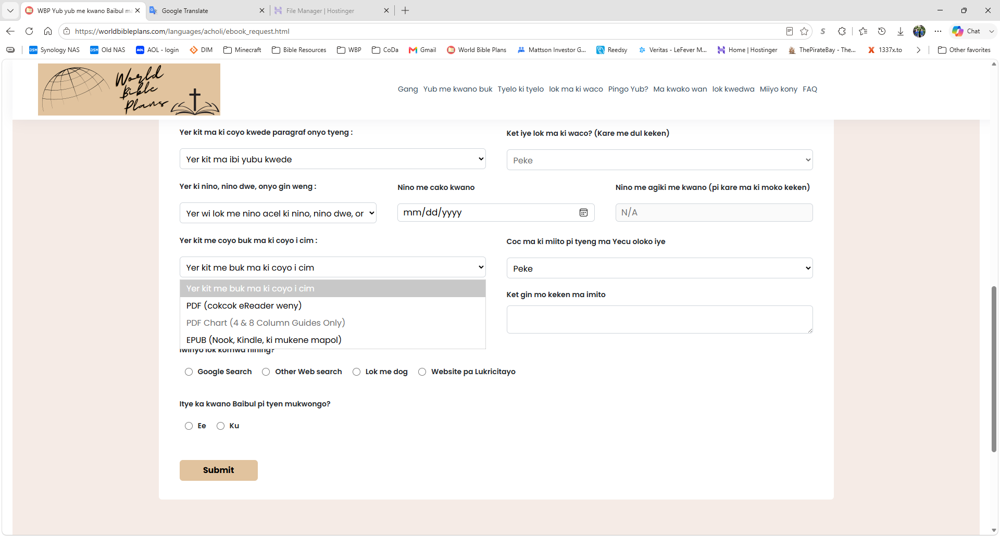 WBP Yub yub me kwano Baibul ma
Google Translate
File Manager | Hostinger
https://worldbibleplans.com/languages/acholi/ebook_request.html
Chat
Synology NAS
Old NAS
AOL - login
DIM
Minecraft
Bible Resources
WBP
CoDa
Gmail
World Bible Plans
Mattson Investor G...
Reedsy
Veritas - LeFever M...
Home | Hostinger
ThePirateBay - The...
1337x.to
Other favorites
World
Bible
Plans
Gang Yub me kwano buk Tyelo ki tyelo lok ma ki waco Pingo Yub? Ma kwako wan lok kwedwa Miiyo kony FAQ
Yer kit ma ki coyo kwede paragraf onyo tyeng :
Ket iye lok ma ki waco? (Kare me dul keken)
Yer kit ma ibi yubu kwede
Peke
Yer ki nino, nino dwe, onyo gin weng :
Nino me cako kwano
Nino me agiki me kwano (pi kare ma ki moko keken)
Yer wi lok me nino acel ki nino, nino dwe, or
mm/dd/yyyy
N/A
Yer kit me coyo buk ma ki coyo i cim :
Coc ma ki miito pi tyeng ma Yecu oloko iye
Yer kit me buk ma ki coyo i cim
Peke
Yer kit me buk ma ki coyo i cim
PDF (cokcok eReader weny)
PDF Chart (4 & 8 Column Guides Only)
EPUB (Nook, Kindle, ki mukene mapol)
Ket gin mo keken ma imito
Iwinyo lok komwa nining?
Google Search
Other Web search
Lok me dog
Website pa Lukricitayo
Itye ka kwano Baibul pi tyen mukwongo?
Ee
Ku
Submit